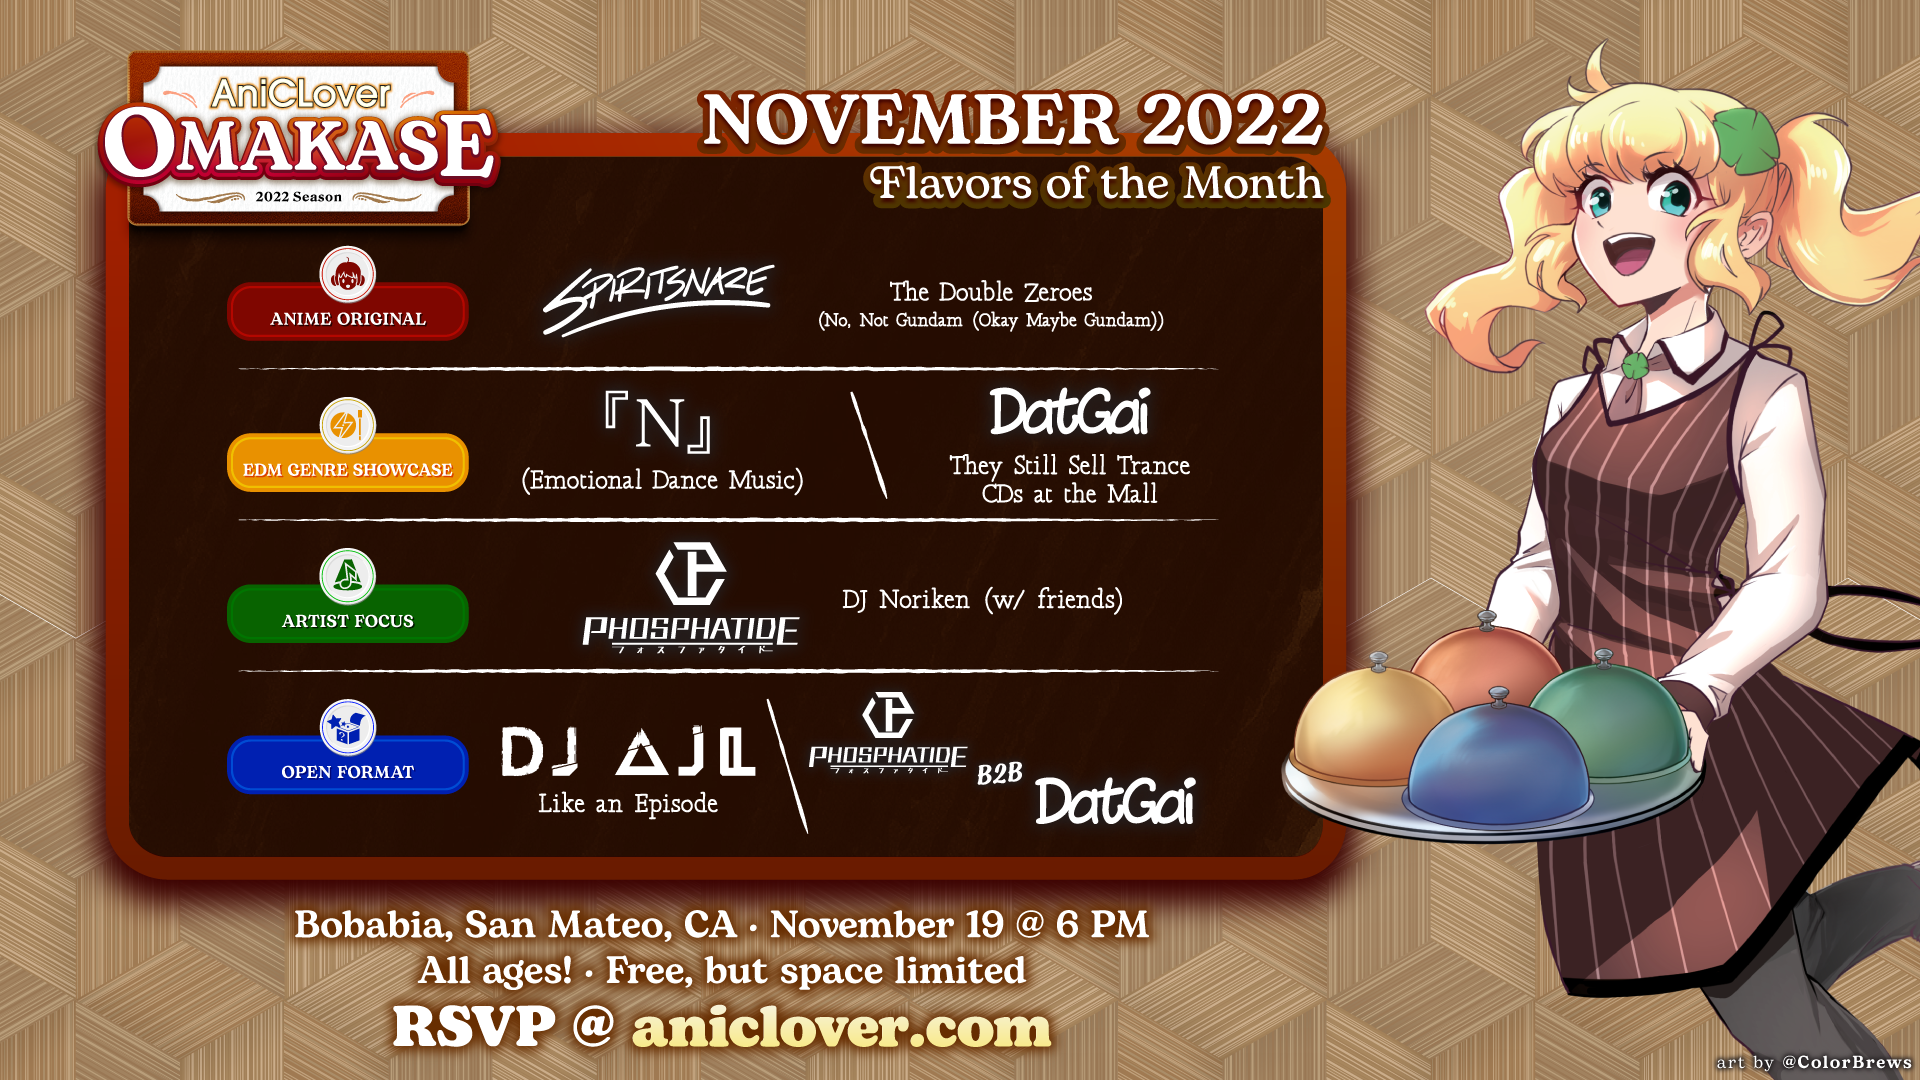 AniCLover
OMAKASE
2022 Season
NOVEMBER 2022
Flavors of the Month
ANIME ORIGINAL
SPIRITSNARE
The Double Zeroes
(No, Not Gundam (Okay Maybe Gundam))
EDM GENRE SHOWCASE
『N』
(Emotional Dance Music)
DatGai
They Still Sell Trance
CDs at the Mall
ARTIST FOCUS
PHOSPHATIDE
フォスファタイド
DJ Noriken (w/ friends)
OPEN FORMAT
DJ AJL
Like an Episode
PHOSPHATIDE
フォスファタイド
B2B
DatGai
Bobabia, San Mateo, CA · November 19 @ 6 PM
All ages! · Free, but space limited
RSVP @ aniclover.com
art by @ColorBrews